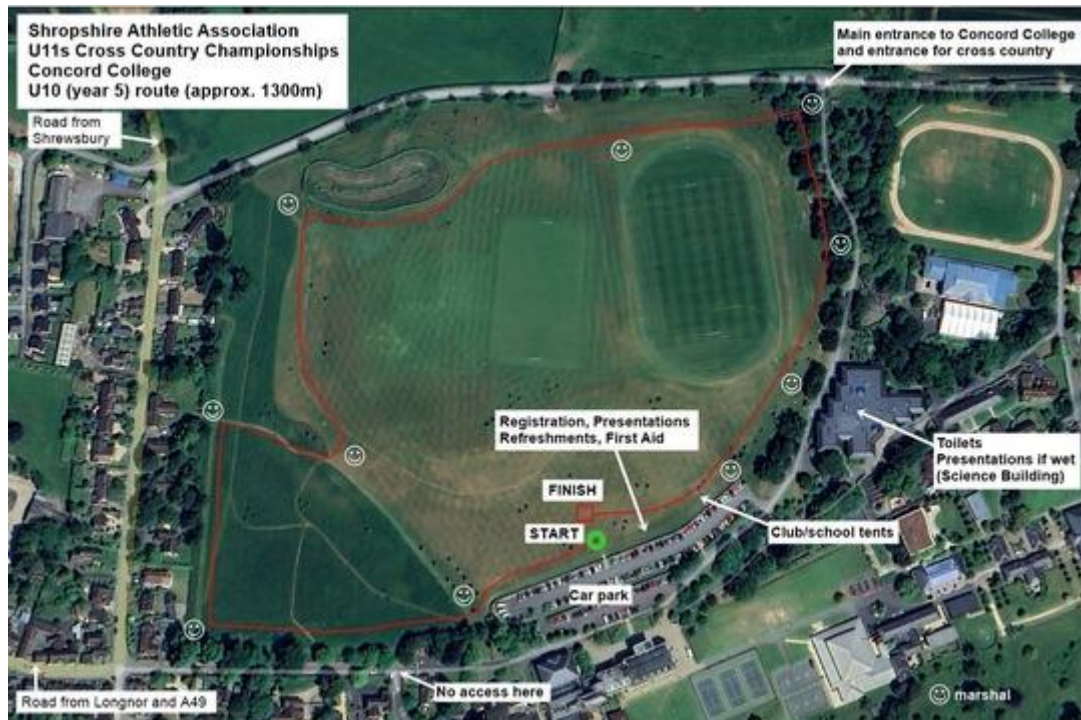 Shropshire Athletic Association
U11s Cross Country Championships
Concord College
U10 (year 5) route (approx. 1300m)
Main entrance to Concord College
and entrance for cross country
Road from
Shrewsbury
Registration, Presentations
Refreshments, First Aid
Toilets
Presentations if wet
(Science Building)
FINISH
START
Club/school tents
Car park
No access here
Road from Longnor and A49
marshal